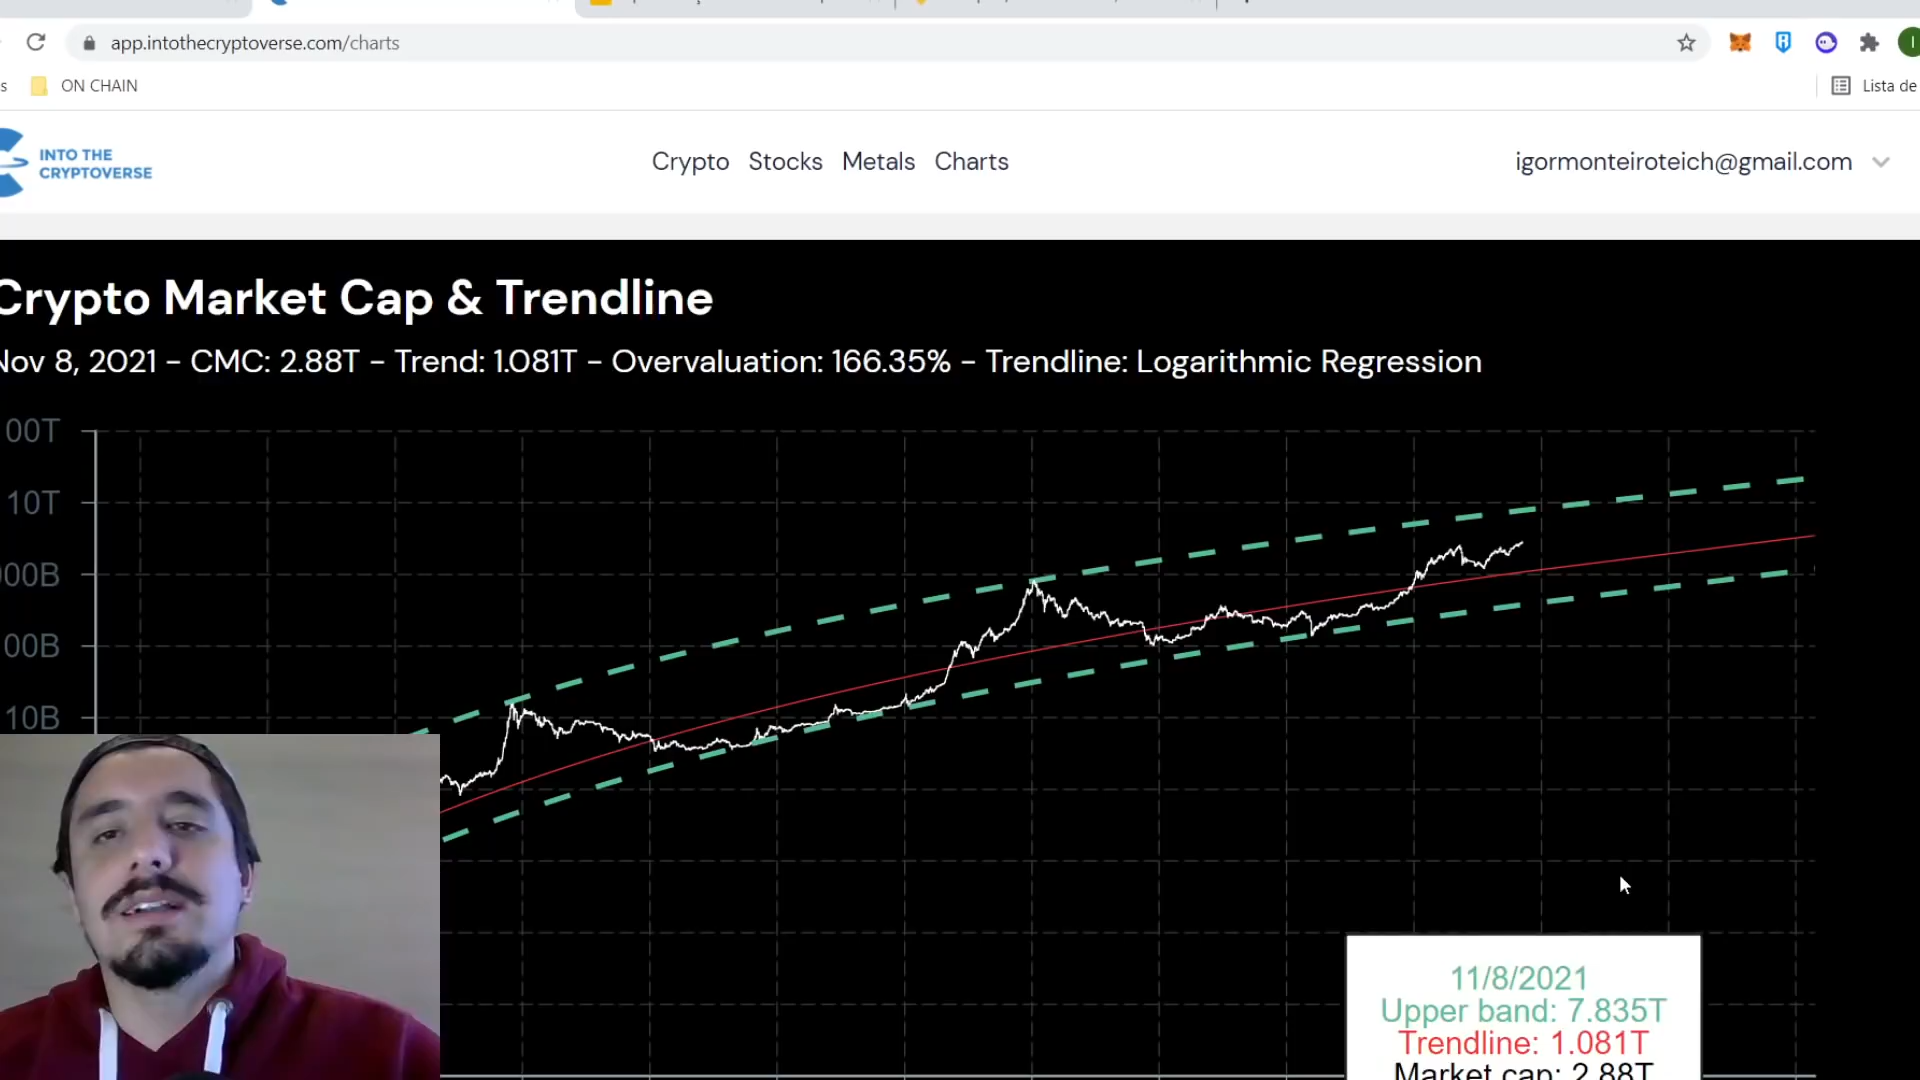 app.intothecryptoverse.com/charts
s
ON CHAIN
Lista de
INTO THE
CRYPTOVERSE
Crypto Stocks Metals Charts
igormonteiroteich@gmail.com
Crypto Market Cap & Trendline
Nov 8, 2021 - CMC: 2.88T - Trend: 1.081T - Overvaluation: 166.35% - Trendline: Logarithmic Regression
00T
10T
00B
00B
10B
11/8/2021
Upper band: 7.835T
Trendline: 1.081T
Market cap: 2.88T